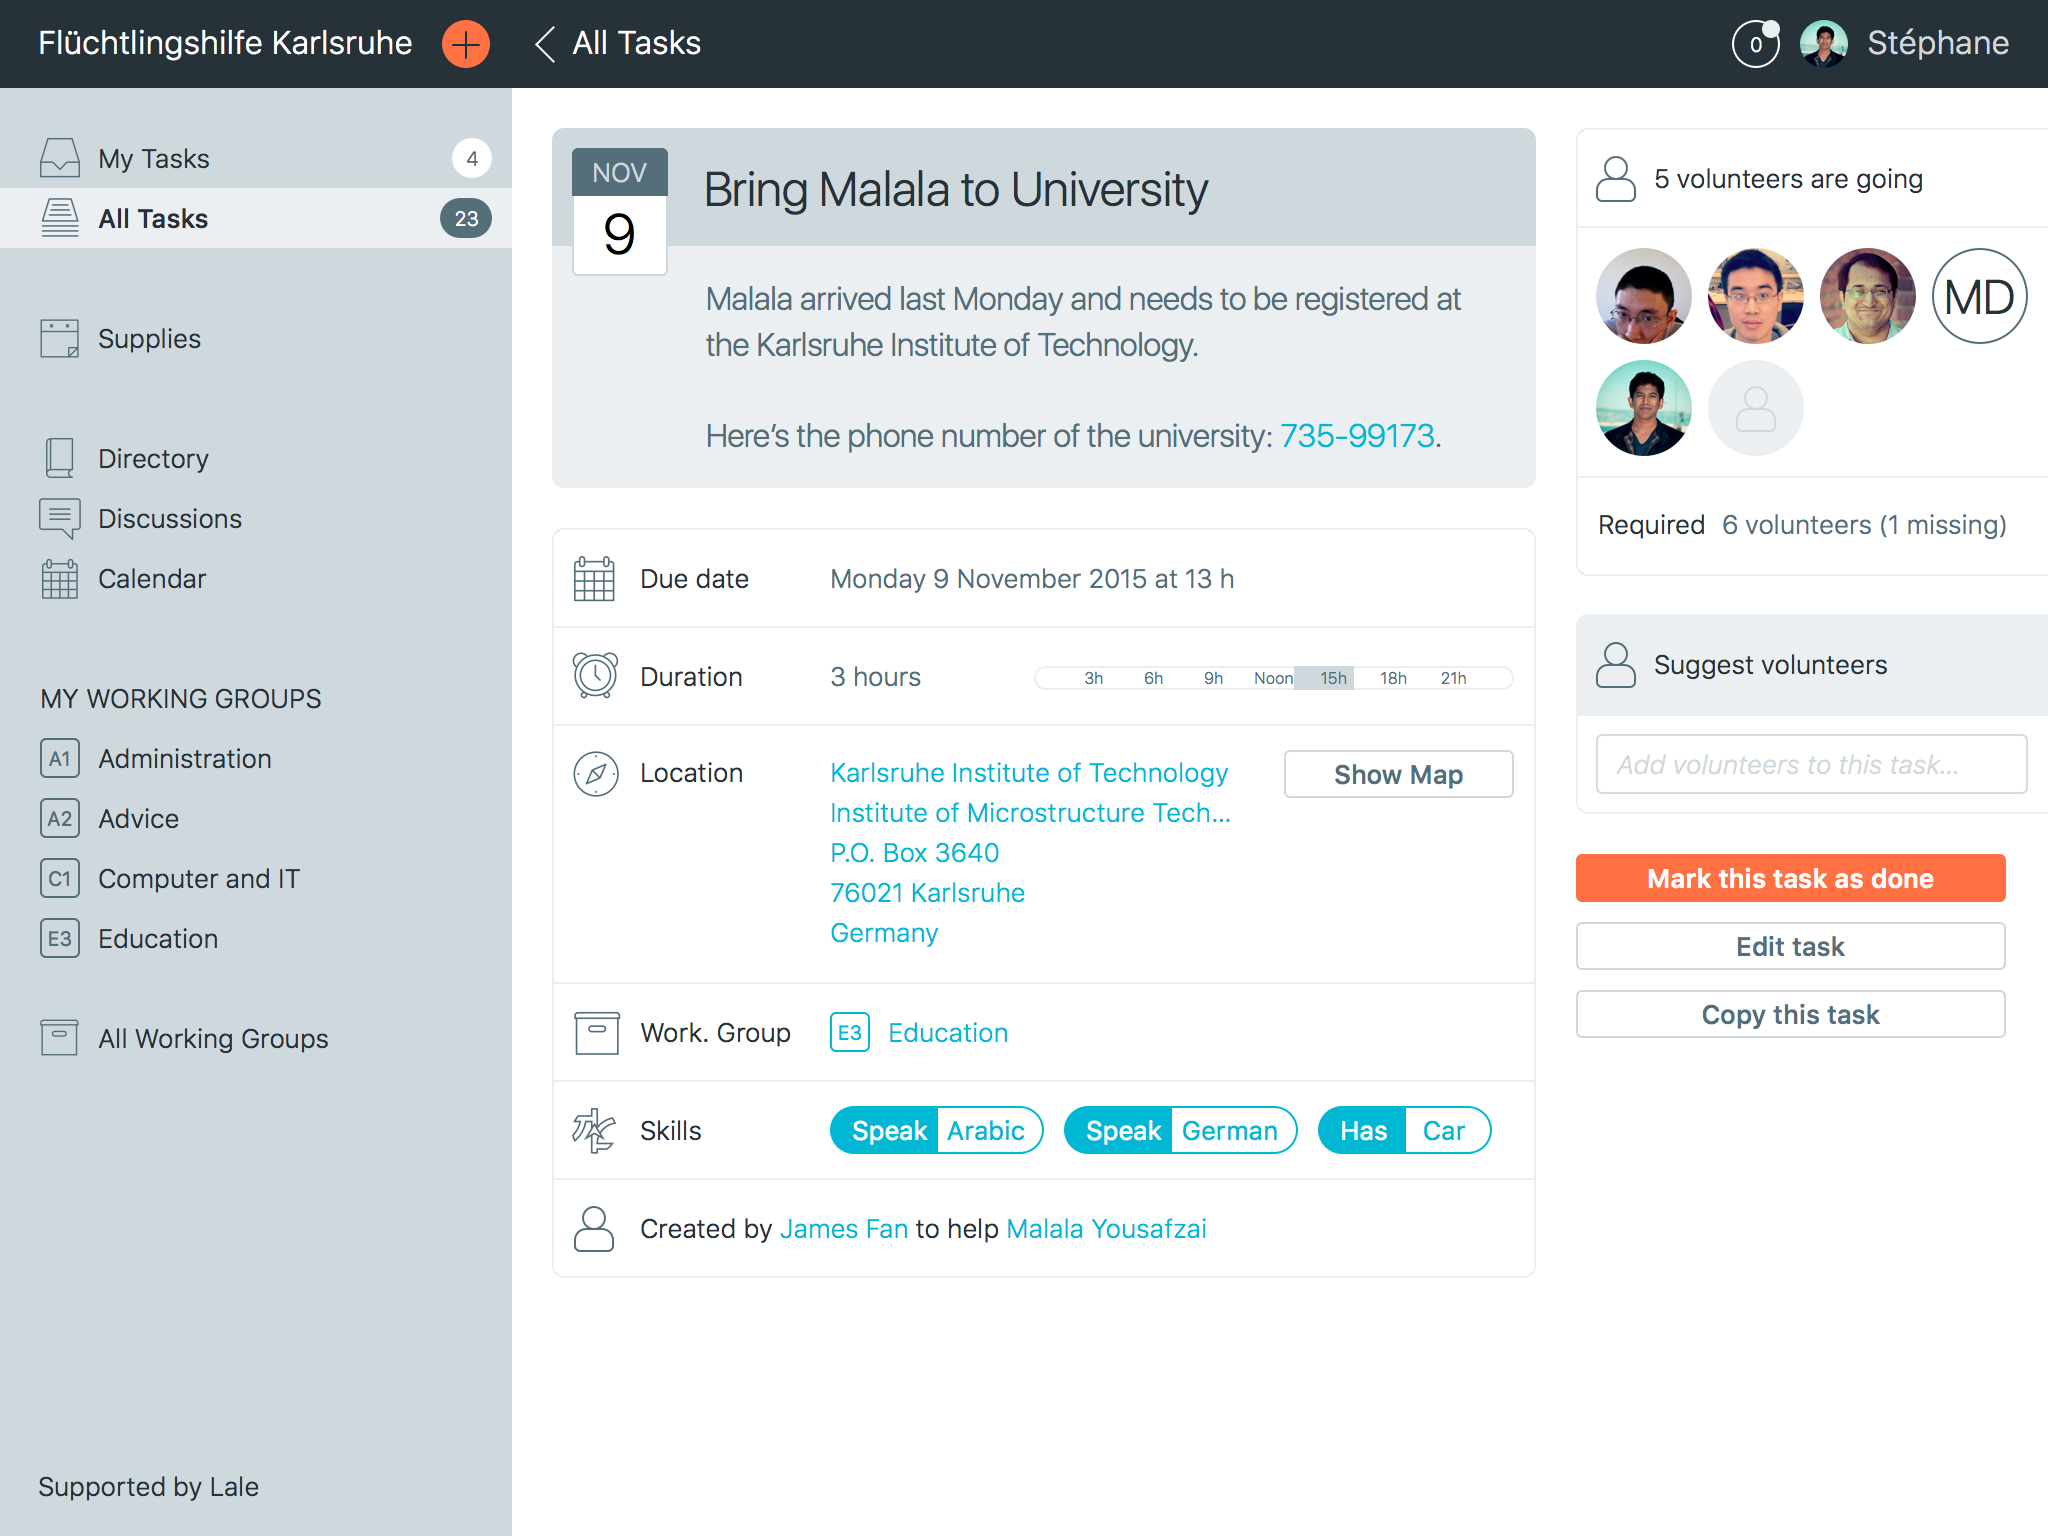 Flüchtlingshilfe Karlsruhe
All Tasks
0
Stéphane
My Tasks
4
All Tasks
23
Supplies
Directory
Discussions
Calendar
MY WORKING GROUPS
A1 Administration
A2 Advice
C1 Computer and IT
E3 Education
All Working Groups
Supported by Lale
NOV
9
Bring Malala to University
Malala arrived last Monday and needs to be registered at
the Karlsruhe Institute of Technology.
Here’s the phone number of the university: 735-99173.
Due date Monday 9 November 2015 at 13 h
Duration 3 hours 3h 6h 9h Noon 15h 18h 21h
Location Karlsruhe Institute of Technology
Institute of Microstructure Tech...
P.O. Box 3640
76021 Karlsruhe
Germany
Show Map
Work. Group E3 Education
Skills Speak Arabic Speak German Has Car
Created by James Fan to help Malala Yousafzai
5 volunteers are going
MD
Required 6 volunteers (1 missing)
Suggest volunteers
Add volunteers to this task...
Mark this task as done
Edit task
Copy this task